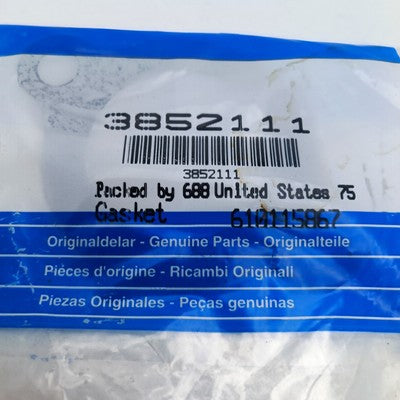 3852111
3852111
Packed by 688 United States 75
Gasket 610115867
Originaldelar - Genuine Parts - Originalteile
Pièces d'origine - Ricambi Originali
Piezas Originales - Peças genuinas